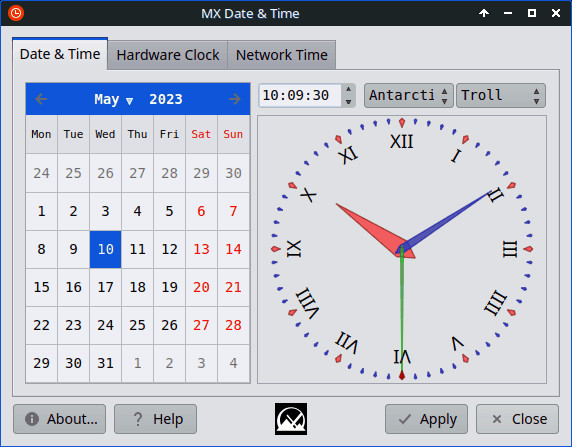 MX Date & Time
Date & Time Hardware Clock Network Time
May 2023 10:09:30 Antarcti Troll
Mon Tue Wed Thu Fri Sat Sun
24 25 26 27 28 29 30
1 2 3 4 5 6 7
8 9 10 11 12 13 14
15 16 17 18 19 20 21
22 23 24 25 26 27 28
29 30 31 1 2 3 4
XII
I
II
III
IIII
V
VI
VII
VIII
IX
X
XI
About... ? Help Apply Close